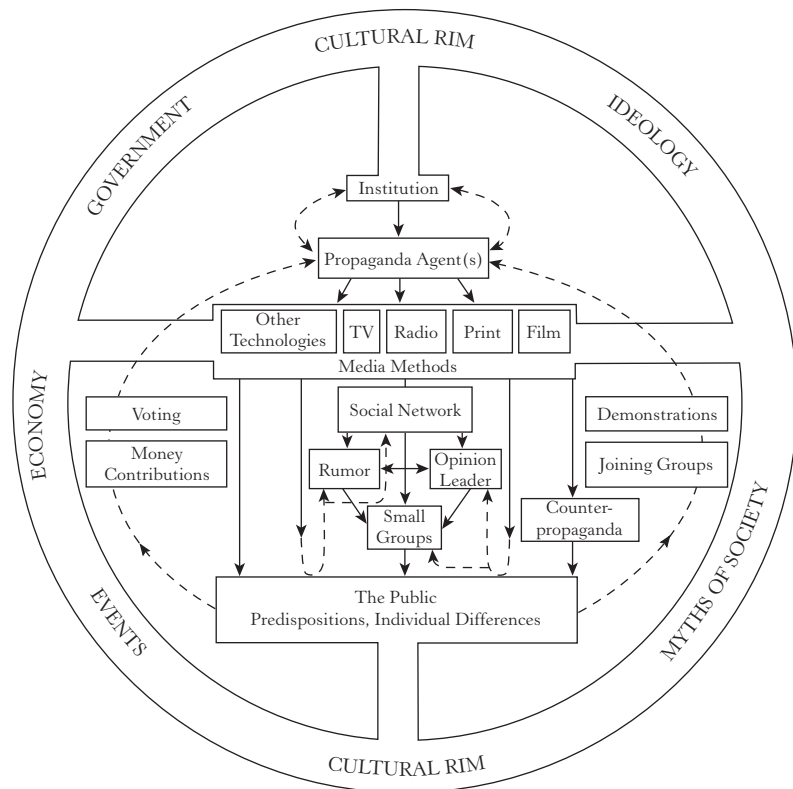 CULTURAL RIM
GOVERNMENT
IDEOLOGY
Institution
Propaganda Agent(s)
Other
Technologies
TV
Radio
Print
Film
Media Methods
ECONOMY
Voting
Money
Contributions
Social Network
Rumor
Opinion
Leader
Small
Groups
Demonstrations
Joining Groups
Counter-
propaganda
The Public
Predispositions, Individual Differences
EVENTS
MYTHS OF SOCIETY
CULTURAL RIM